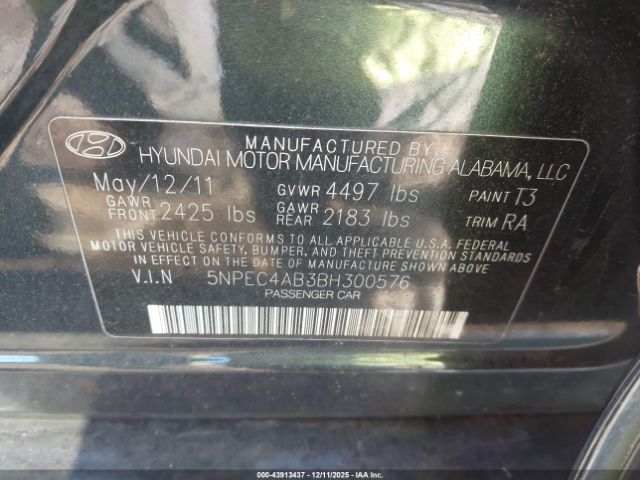 MANUFACTURED BY
HYUNDAI MOTOR MANUFACTURING ALABAMA, LLC
May/12/11 GVWR 4497 lbs PAINT T3
GAWR FRONT 2425 lbs GAWR REAR 2183 lbs TRIM RA
THIS VEHICLE CONFORMS TO ALL APPLICABLE U.S.A. FEDERAL
MOTOR VEHICLE SAFETY, BUMPER, AND THEFT PREVENTION STANDARDS
IN EFFECT ON THE DATE OF MANUFACTURE SHOWN ABOVE.
V.I.N 5NPEC4AB3BH300576
PASSENGER CAR
000 - 43913437 - 12/11/2025 - IAA Inc.